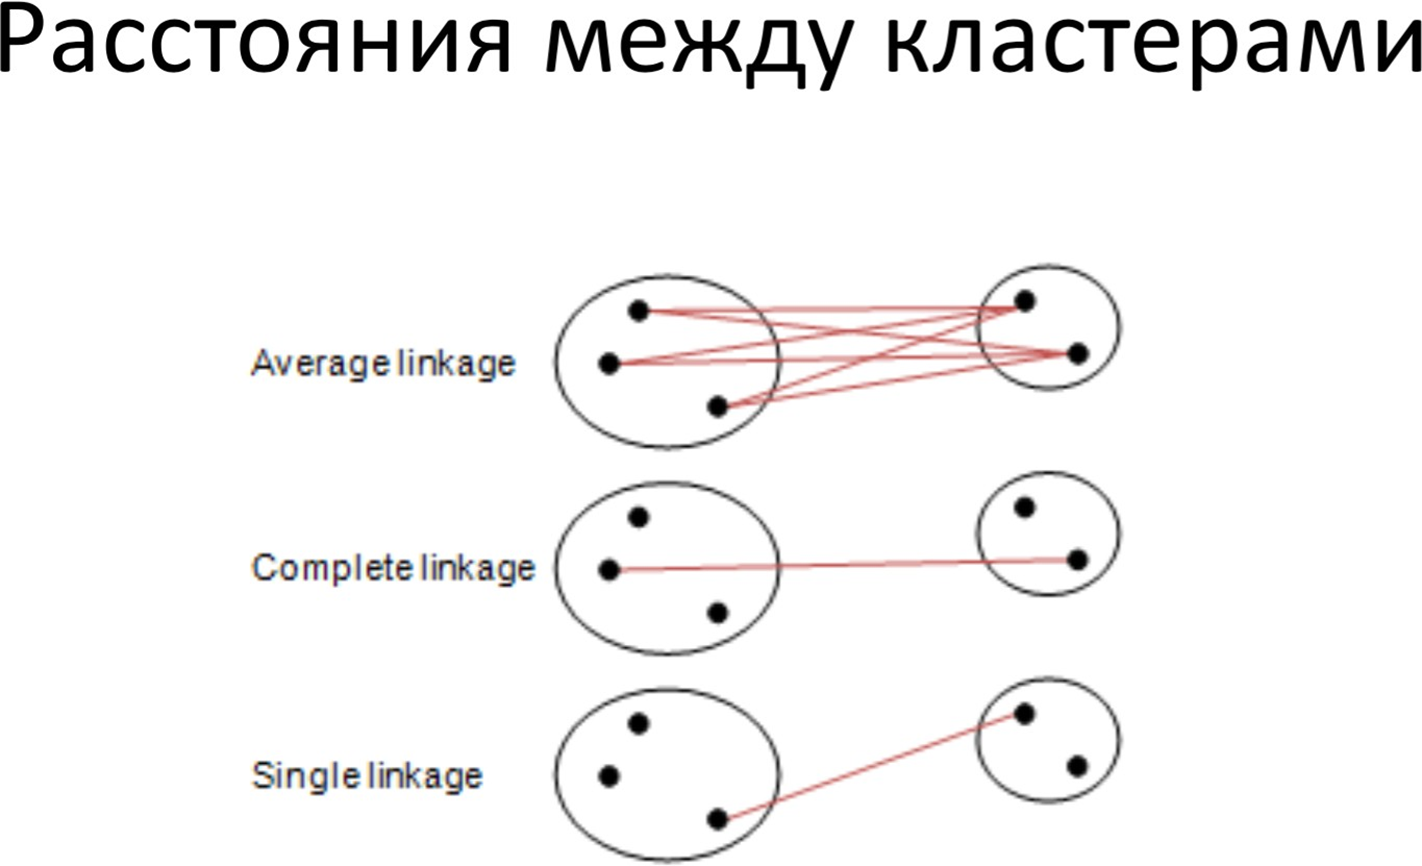 Расстояния между кластерами
Average linkage
Complete linkage
Single linkage